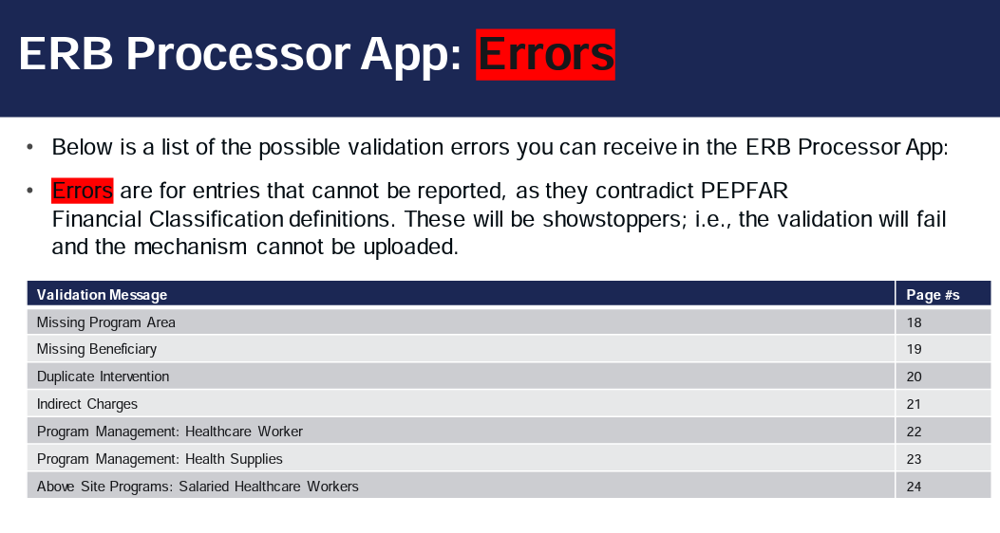 ERB Processor App: Errors
• Below is a list of the possible validation errors you can receive in the ERB Processor App:
• Errors are for entries that cannot be reported, as they contradict PEPFAR
Financial Classification definitions. These will be showstoppers; i.e., the validation will fail
and the mechanism cannot be uploaded.
Validation Message Page #s
Missing Program Area 18
Missing Beneficiary 19
Duplicate Intervention 20
Indirect Charges 21
Program Management: Healthcare Worker 22
Program Management: Health Supplies 23
Above Site Programs: Salaried Healthcare Workers 24